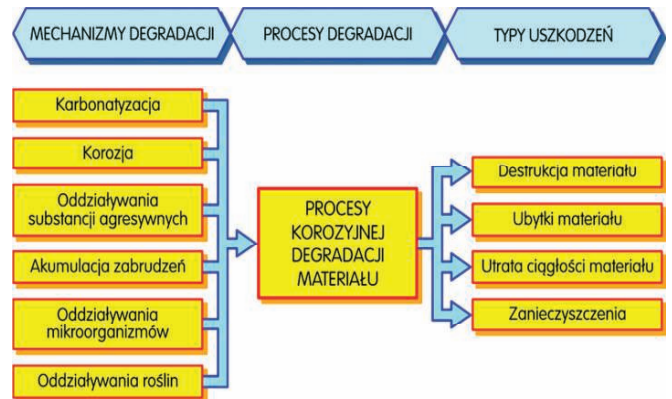 MECHANIZMY DEGRADACJI
PROCESY DEGRADACJI
TYPY USZKODZEŃ
Karbonatyzacja
Korozja
Oddziaływania
substancji agresywnych
Akumulacja zabrudzeń
Oddziaływania
mikroorganizmów
Oddziaływania roślin
PROCESY
KOROZYJNEJ
DEGRADACJI
MATERIAŁU
Destrukcja materiału
Ubytki materiału
Utrata ciągłości materiału
Zanieczyszczenia